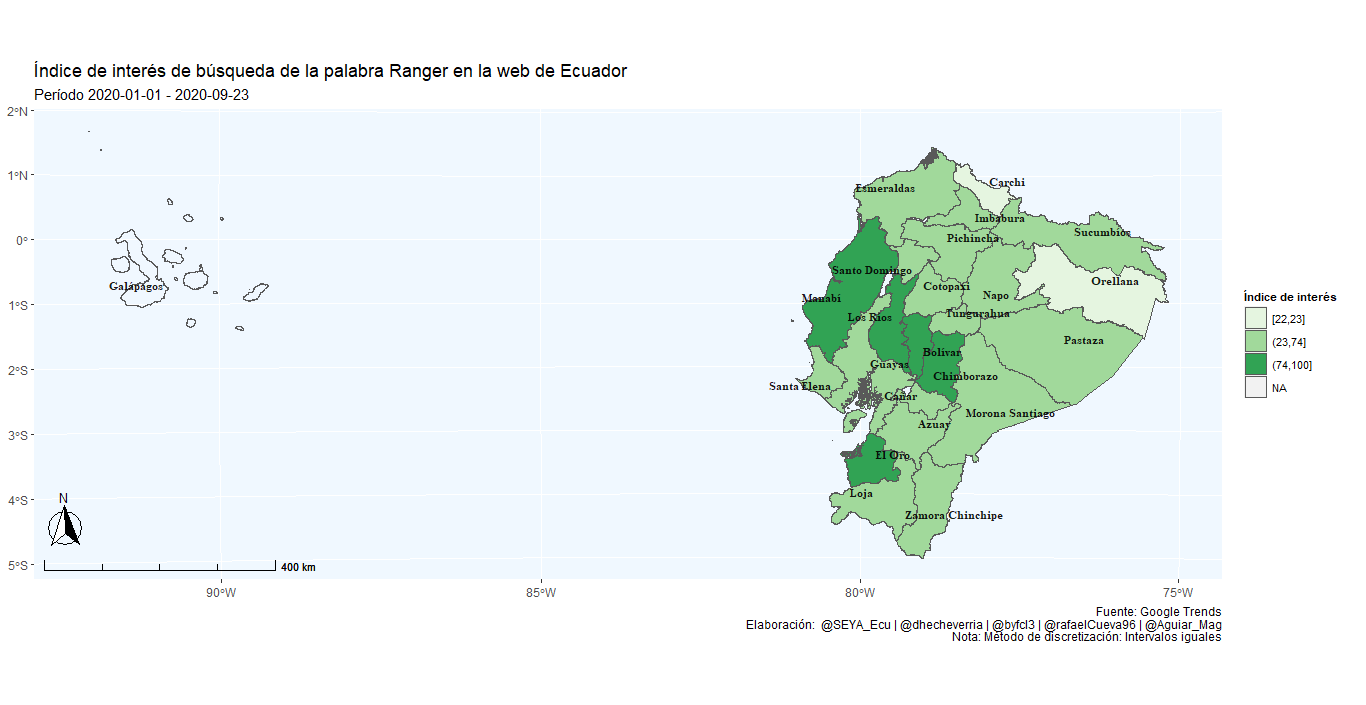 Índice de interés de búsqueda de la palabra Ranger en la web de Ecuador
Período 2020-01-01 - 2020-09-23
2°N
1°N
0°
1°S
2°S
3°S
4°S
5°S
Galápagos
Esmeraldas
Carchi
Imbabura
Sucumbíos
Pichincha
Santo Domingo
Orellana
Cotopaxi
Napo
Manabí
Los Ríos
Tungurahua
Pastaza
Bolívar
Guayas
Chimborazo
Santa Elena
Cañar
Morona Santiago
Azuay
El Oro
Loja
Zamora Chinchipe
N
400 km
90°W
85°W
80°W
75°W
Índice de interés
[22,23]
(23,74]
(74,100]
NA
Fuente: Google Trends
Elaboración: @SEYA_Ecu | @dhecheverria | @byfcl3 | @rafaelCueva96 | @Aguiar_Mag
Nota: Método de discretización: Intervalos iguales